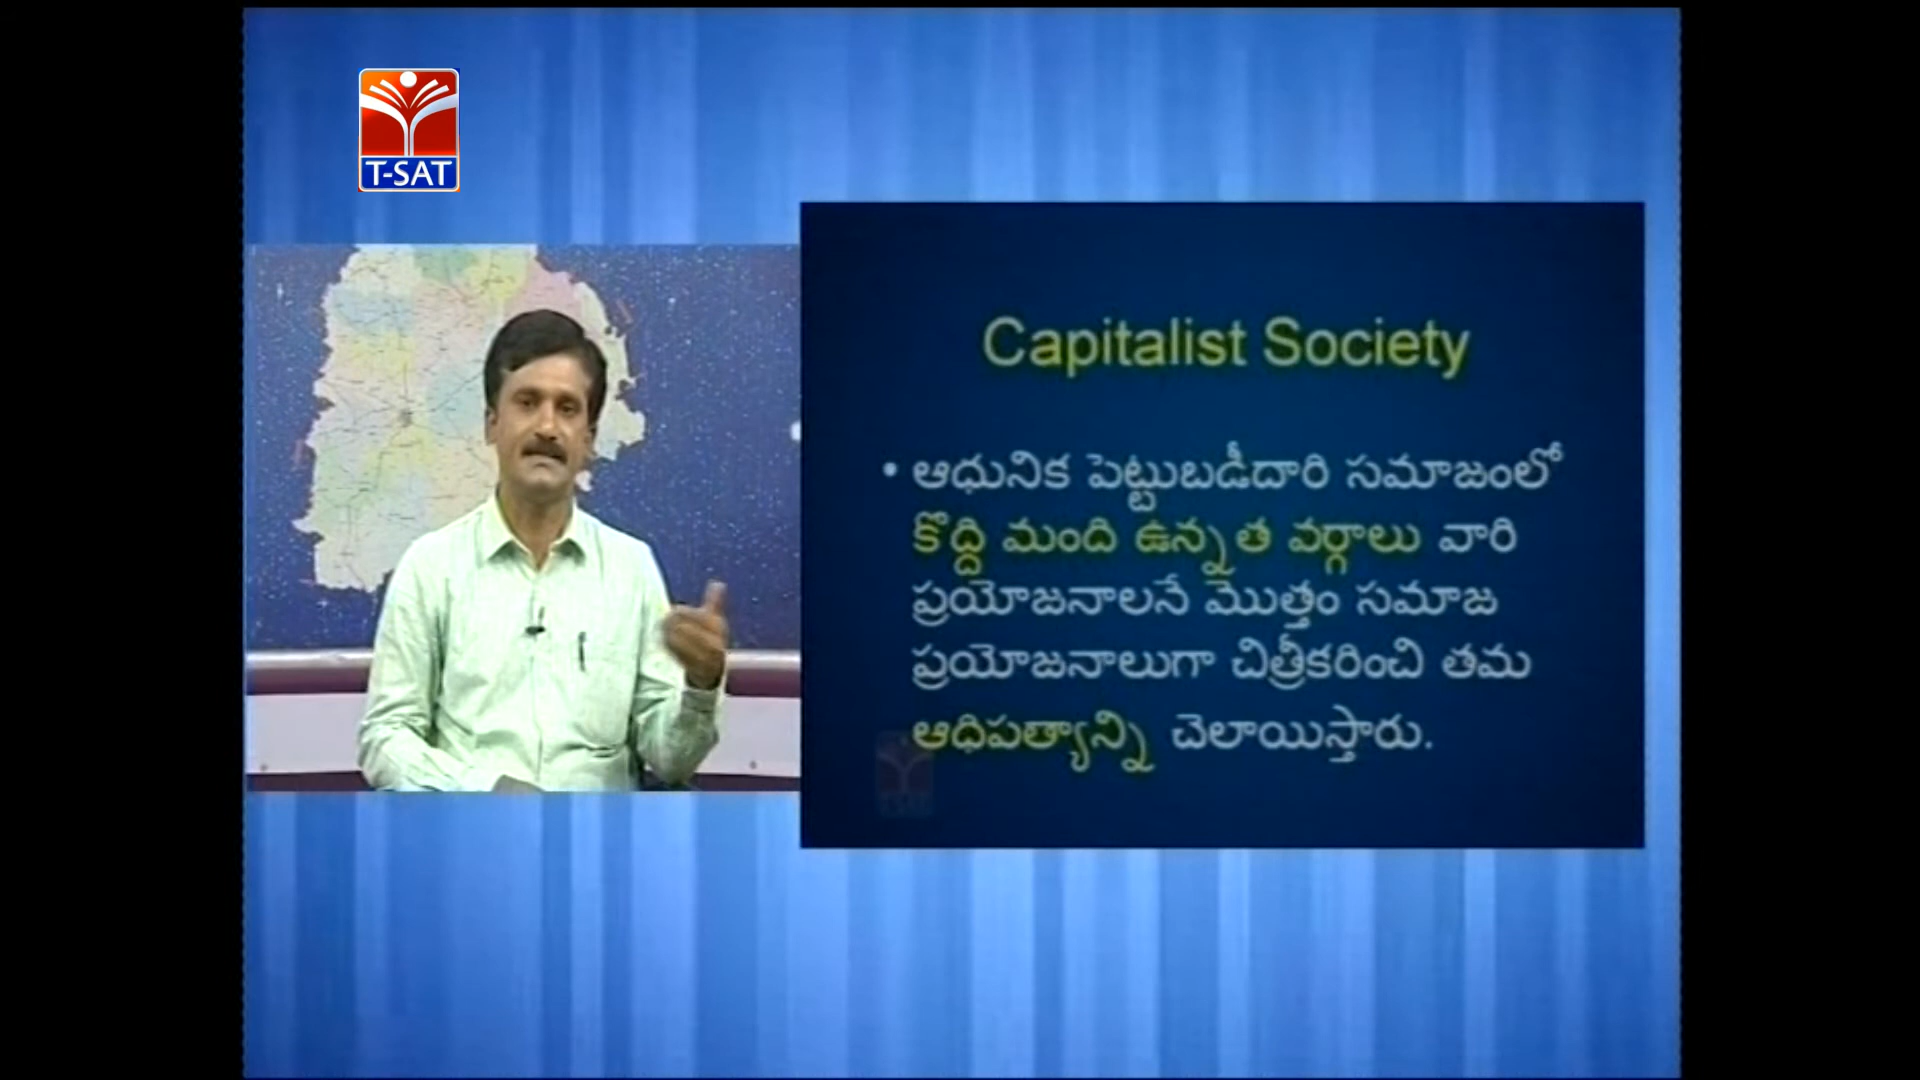 T-SAT
Capitalist Society
• ఆధునిక పెట్టుబడీదారి సమాజంలో
కొద్ది మంది ఉన్నత వర్గాలు వారి
ప్రయోజనాలనే మొత్తం సమాజ
ప్రయోజనాలుగా చిత్రీకరించి తమ
ఆధిపత్యాన్ని చెలాయిస్తారు.
T-SAT